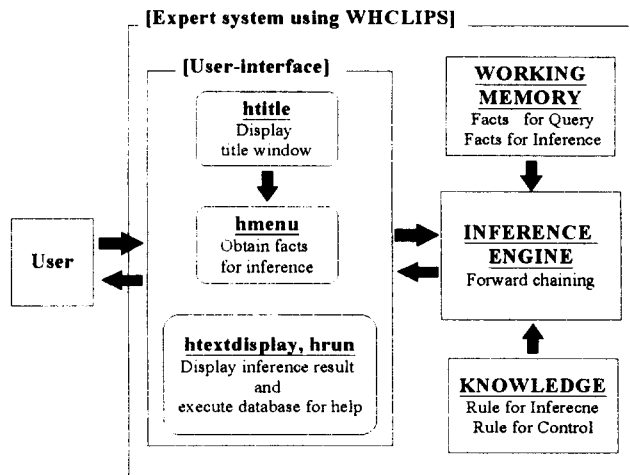 [Expert system using WHCLIPS]
[User-interface]
htitle
Display
title window
hmenu
Obtain facts
for inference
htextdisplay, hrun
Display inference result
and
execute database for help
User
WORKING
MEMORY
Facts for Query
Facts for Inference
INFERENCE
ENGINE
Forward chaining
KNOWLEDGE
Rule for Inferecne
Rule for Control